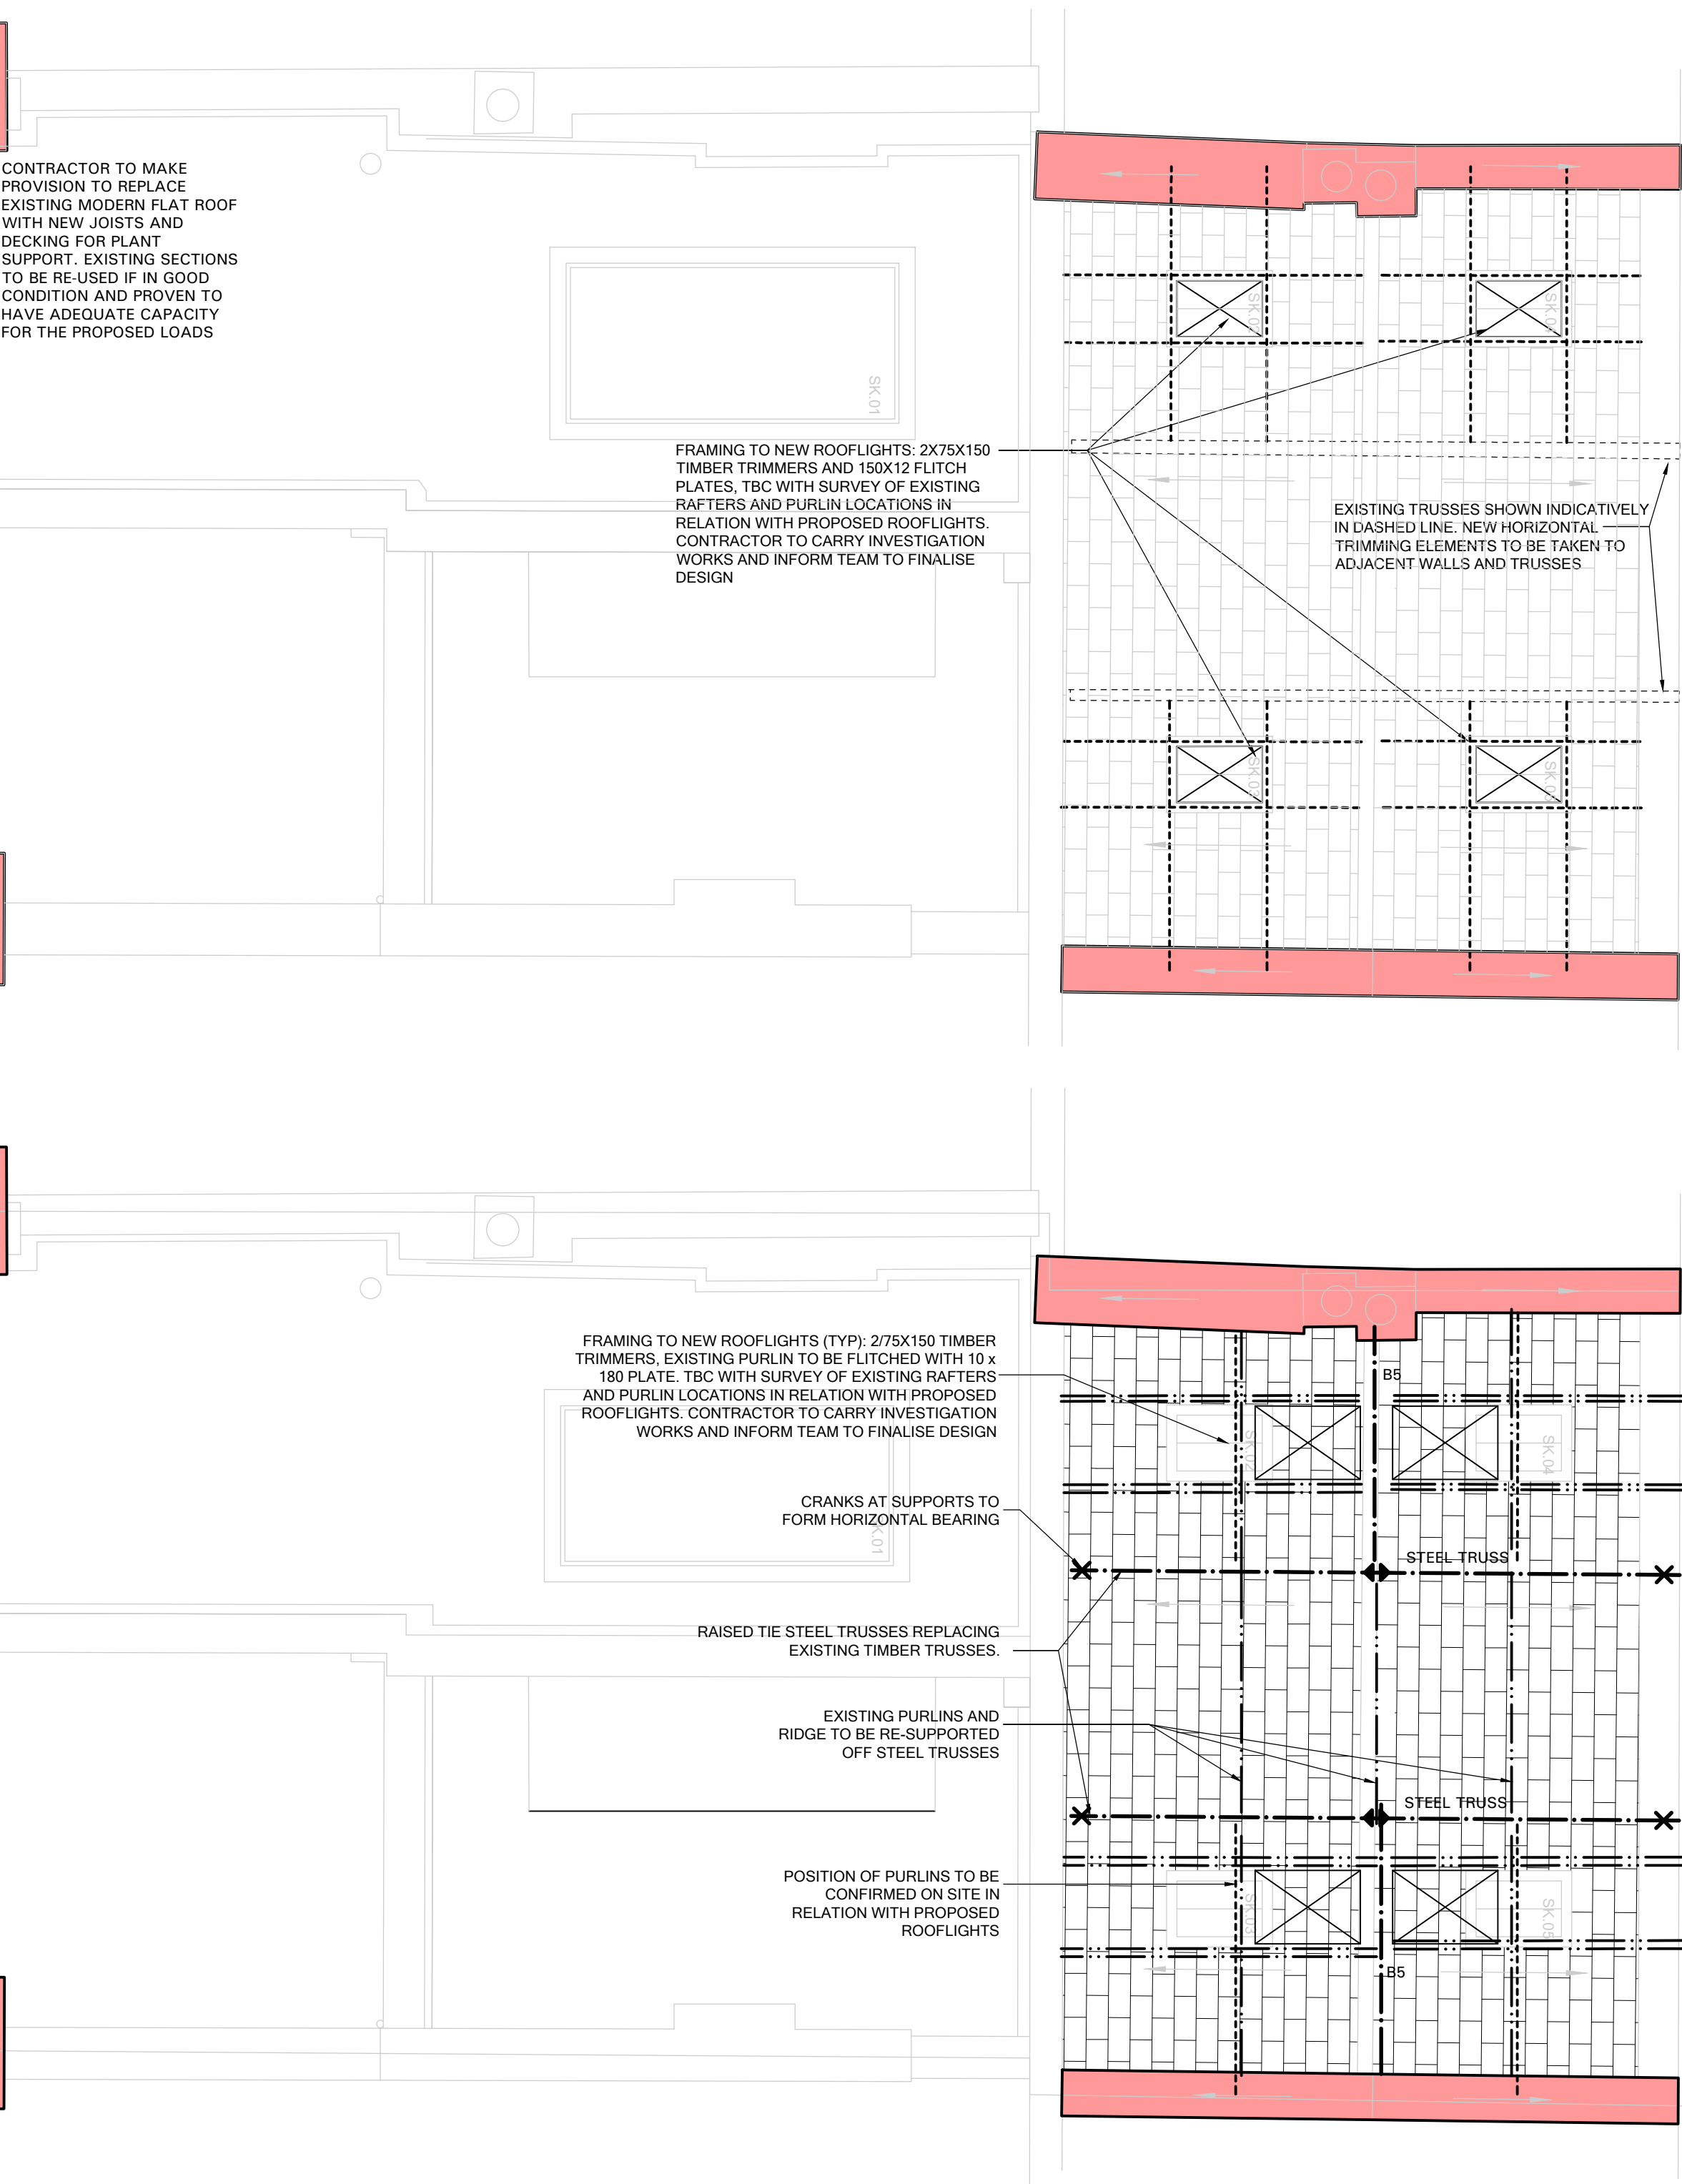 CONTRACTOR TO MAKE
PROVISION TO REPLACE
EXISTING MODERN FLAT ROOF
WITH NEW JOISTS AND
DECKING FOR PLANT
SUPPORT. EXISTING SECTIONS
TO BE RE-USED IF IN GOOD
CONDITION AND PROVEN TO
HAVE ADEQUATE CAPACITY
FOR THE PROPOSED LOADS
SK.01
FRAMING TO NEW ROOFLIGHTS: 2X75X150
TIMBER TRIMMERS AND 150X12 FLITCH
PLATES, TBC WITH SURVEY OF EXISTING
RAFTERS AND PURLIN LOCATIONS IN
RELATION WITH PROPOSED ROOFLIGHTS.
CONTRACTOR TO CARRY INVESTIGATION
WORKS AND INFORM TEAM TO FINALISE
DESIGN
EXISTING TRUSSES SHOWN INDICATIVELY
IN DASHED LINE. NEW HORIZONTAL
TRIMMING ELEMENTS TO BE TAKEN TO
ADJACENT WALLS AND TRUSSES
FRAMING TO NEW ROOFLIGHTS (TYP): 2/75X150 TIMBER
TRIMMERS, EXISTING PURLIN TO BE FLITCHED WITH 10 x
180 PLATE. TBC WITH SURVEY OF EXISTING RAFTERS
AND PURLIN LOCATIONS IN RELATION WITH PROPOSED
ROOFLIGHTS. CONTRACTOR TO CARRY INVESTIGATION
WORKS AND INFORM TEAM TO FINALISE DESIGN
B5
SK.02
SK.04
CRANKS AT SUPPORTS TO
FORM HORIZONTAL BEARING
STEEL TRUSS
RAISED TIE STEEL TRUSSES REPLACING
EXISTING TIMBER TRUSSES.
EXISTING PURLINS AND
RIDGE TO BE RE-SUPPORTED
OFF STEEL TRUSSES
STEEL TRUSS
POSITION OF PURLINS TO BE
CONFIRMED ON SITE IN
RELATION WITH PROPOSED
ROOFLIGHTS
SK.03
SK.05
B5